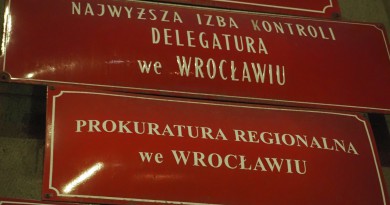 NAJWYŻSZA IZBA KONTROLI
DELEGATURA
we WROCŁAWIU
PROKURATURA REGIONALNA
we WROCŁAWIU